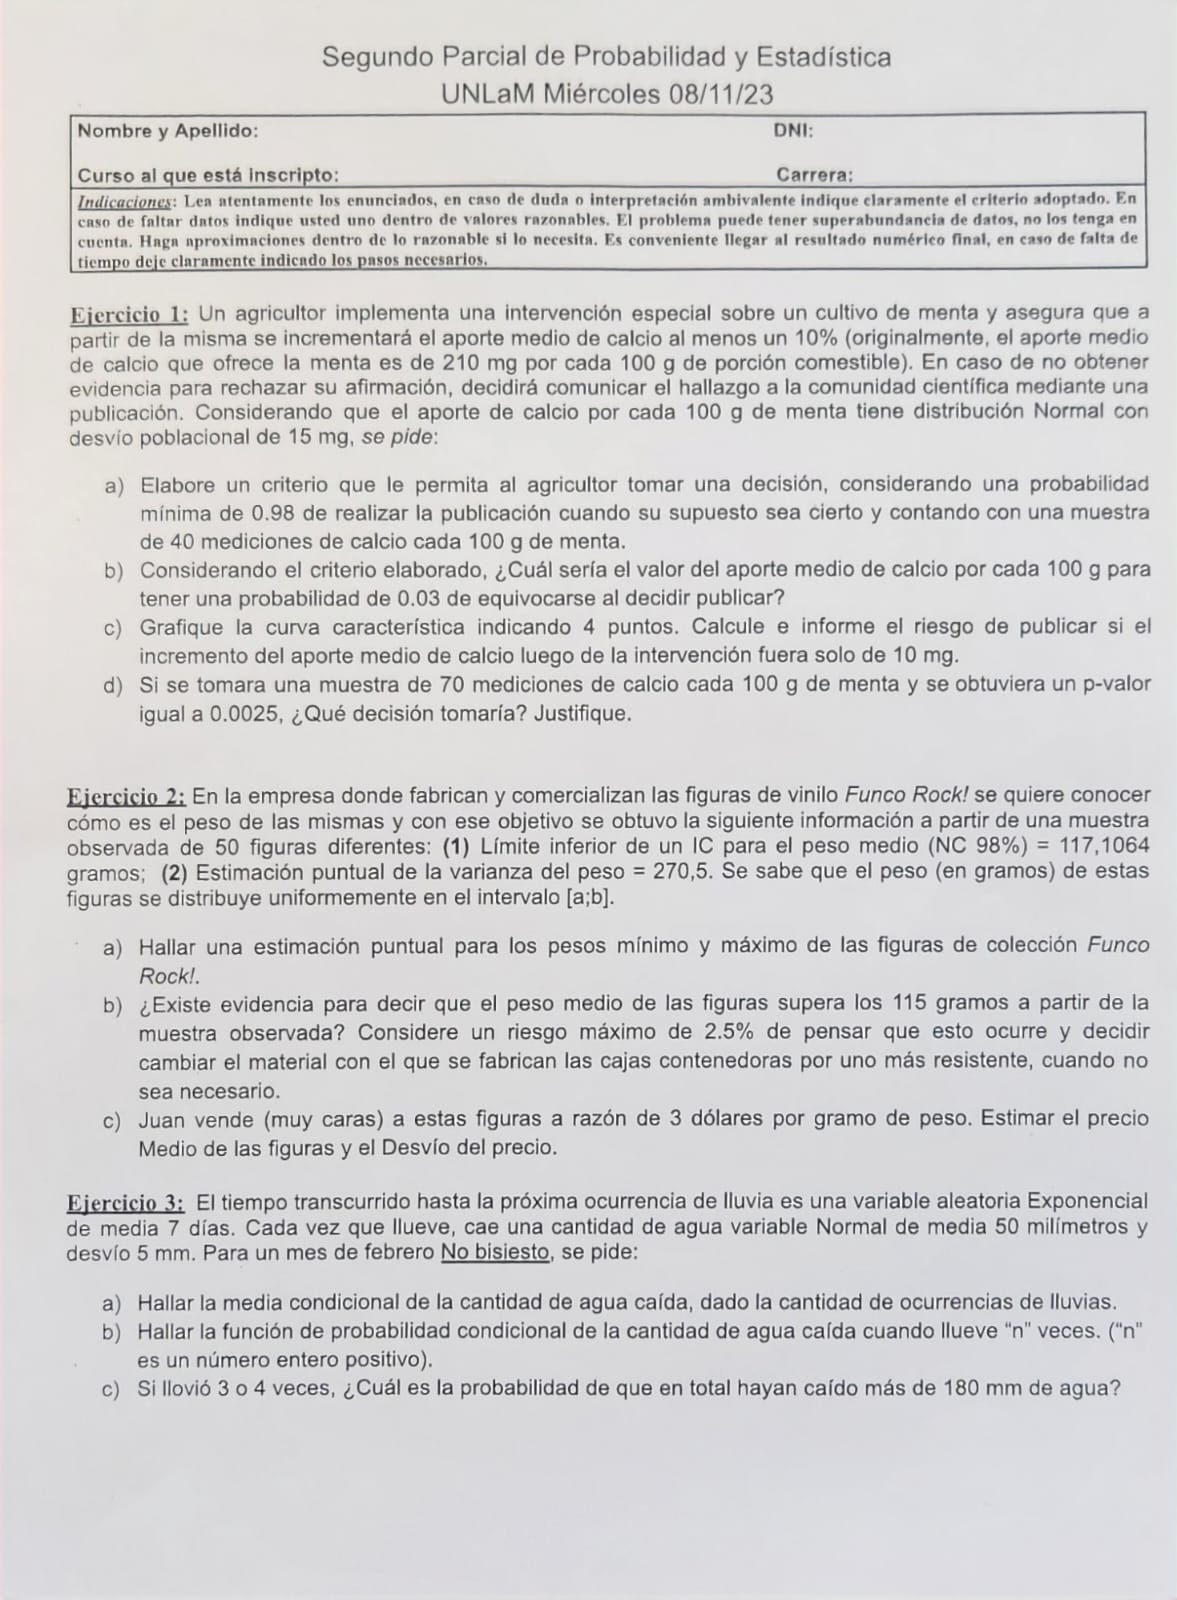 Segundo Parcial de Probabilidad y Estadística
UNLaM Miércoles 08/11/23
Nombre y Apellido: DNI:
Curso al que está inscripto: Carrera:
Indicaciones: Lea atentamente los enunciados, en caso de duda o interpretación ambivalente indique claramente el criterio adoptado. En
caso de faltar datos indique usted uno dentro de valores razonables. El problema puede tener superabundancia de datos, no los tenga en
cuenta. Haga aproximaciones dentro de lo razonable si lo necesita. Es conveniente llegar al resultado numérico final, en caso de falta de
tiempo deje claramente indicado los pasos necesarios.
Ejercicio 1: Un agricultor implementa una intervención especial sobre un cultivo de menta y asegura que a
partir de la misma se incrementará el aporte medio de calcio al menos un 10% (originalmente, el aporte medio
de calcio que ofrece la menta es de 210 mg por cada 100 g de porción comestible). En caso de no obtener
evidencia para rechazar su afirmación, decidirá comunicar el hallazgo a la comunidad científica mediante una
publicación. Considerando que el aporte de calcio por cada 100 g de menta tiene distribución Normal con
desvío poblacional de 15 mg, se pide:
a) Elabore un criterio que le permita al agricultor tomar una decisión, considerando una probabilidad
mínima de 0.98 de realizar la publicación cuando su supuesto sea cierto y contando con una muestra
de 40 mediciones de calcio cada 100 g de menta.
b) Considerando el criterio elaborado, ¿Cuál sería el valor del aporte medio de calcio por cada 100 g para
tener una probabilidad de 0.03 de equivocarse al decidir publicar?
c) Grafique la curva característica indicando 4 puntos. Calcule e informe el riesgo de publicar si el
incremento del aporte medio de calcio luego de la intervención fuera solo de 10 mg.
d) Si se tomara una muestra de 70 mediciones de calcio cada 100 g de menta y se obtuviera un p-valor
igual a 0.0025, ¿Qué decisión tomaría? Justifique.
Ejercicio 2: En la empresa donde fabrican y comercializan las figuras de vinilo Funco Rock! se quiere conocer
cómo es el peso de las mismas y con ese objetivo se obtuvo la siguiente información a partir de una muestra
observada de 50 figuras diferentes: (1) Límite inferior de un IC para el peso medio (NC 98%) = 117,1064
gramos; (2) Estimación puntual de la varianza del peso = 270,5. Se sabe que el peso (en gramos) de estas
figuras se distribuye uniformemente en el intervalo [a;b].
a) Hallar una estimación puntual para los pesos mínimo y máximo de las figuras de colección Funco
Rock!.
b) ¿Existe evidencia para decir que el peso medio de las figuras supera los 115 gramos a partir de la
muestra observada? Considere un riesgo máximo de 2.5% de pensar que esto ocurre y decidir
cambiar el material con el que se fabrican las cajas contenedoras por uno más resistente, cuando no
sea necesario.
c) Juan vende (muy caras) a estas figuras a razón de 3 dólares por gramo de peso. Estimar el precio
Medio de las figuras y el Desvío del precio.
Ejercicio 3: El tiempo transcurrido hasta la próxima ocurrencia de lluvia es una variable aleatoria Exponencial
de media 7 días. Cada vez que llueve, cae una cantidad de agua variable Normal de media 50 milímetros y
desvío 5 mm. Para un mes de febrero No bisiesto, se pide:
a) Hallar la media condicional de la cantidad de agua caída, dado la cantidad de ocurrencias de lluvias.
b) Hallar la función de probabilidad condicional de la cantidad de agua caída cuando llueve "n" veces. ("n"
es un número entero positivo).
c) Si llovió 3 o 4 veces, ¿Cuál es la probabilidad de que en total hayan caído más de 180 mm de agua?